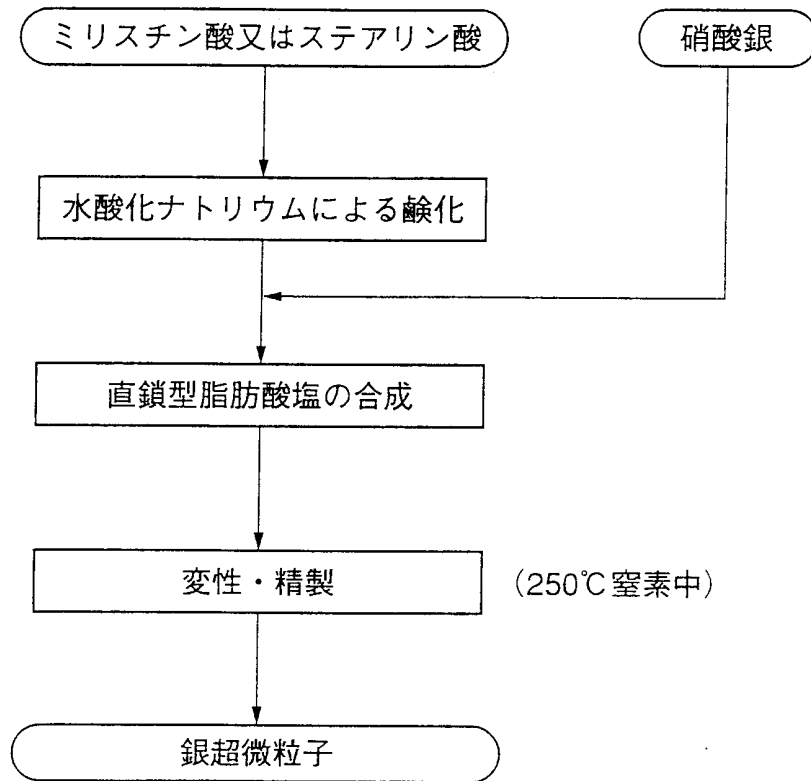 ミリスチン酸又はステアリン酸
硝酸銀
水酸化ナトリウムによる鹸化
直鎖型脂肪酸塩の合成
変性・精製
(250℃窒素中)
銀超微粒子